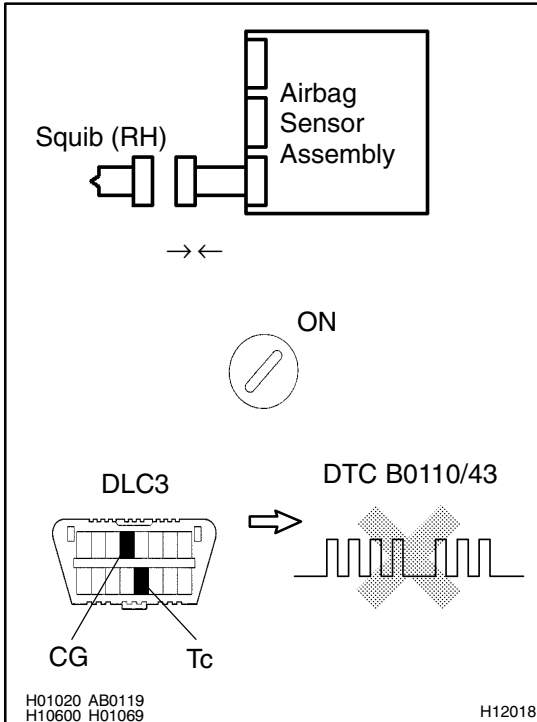 Airbag
Sensor
Assembly
Squib (RH)
ON
DLC3
DTC B0110/43
CG
Tc
H01020 AB0119
H10600 H01069
H12018